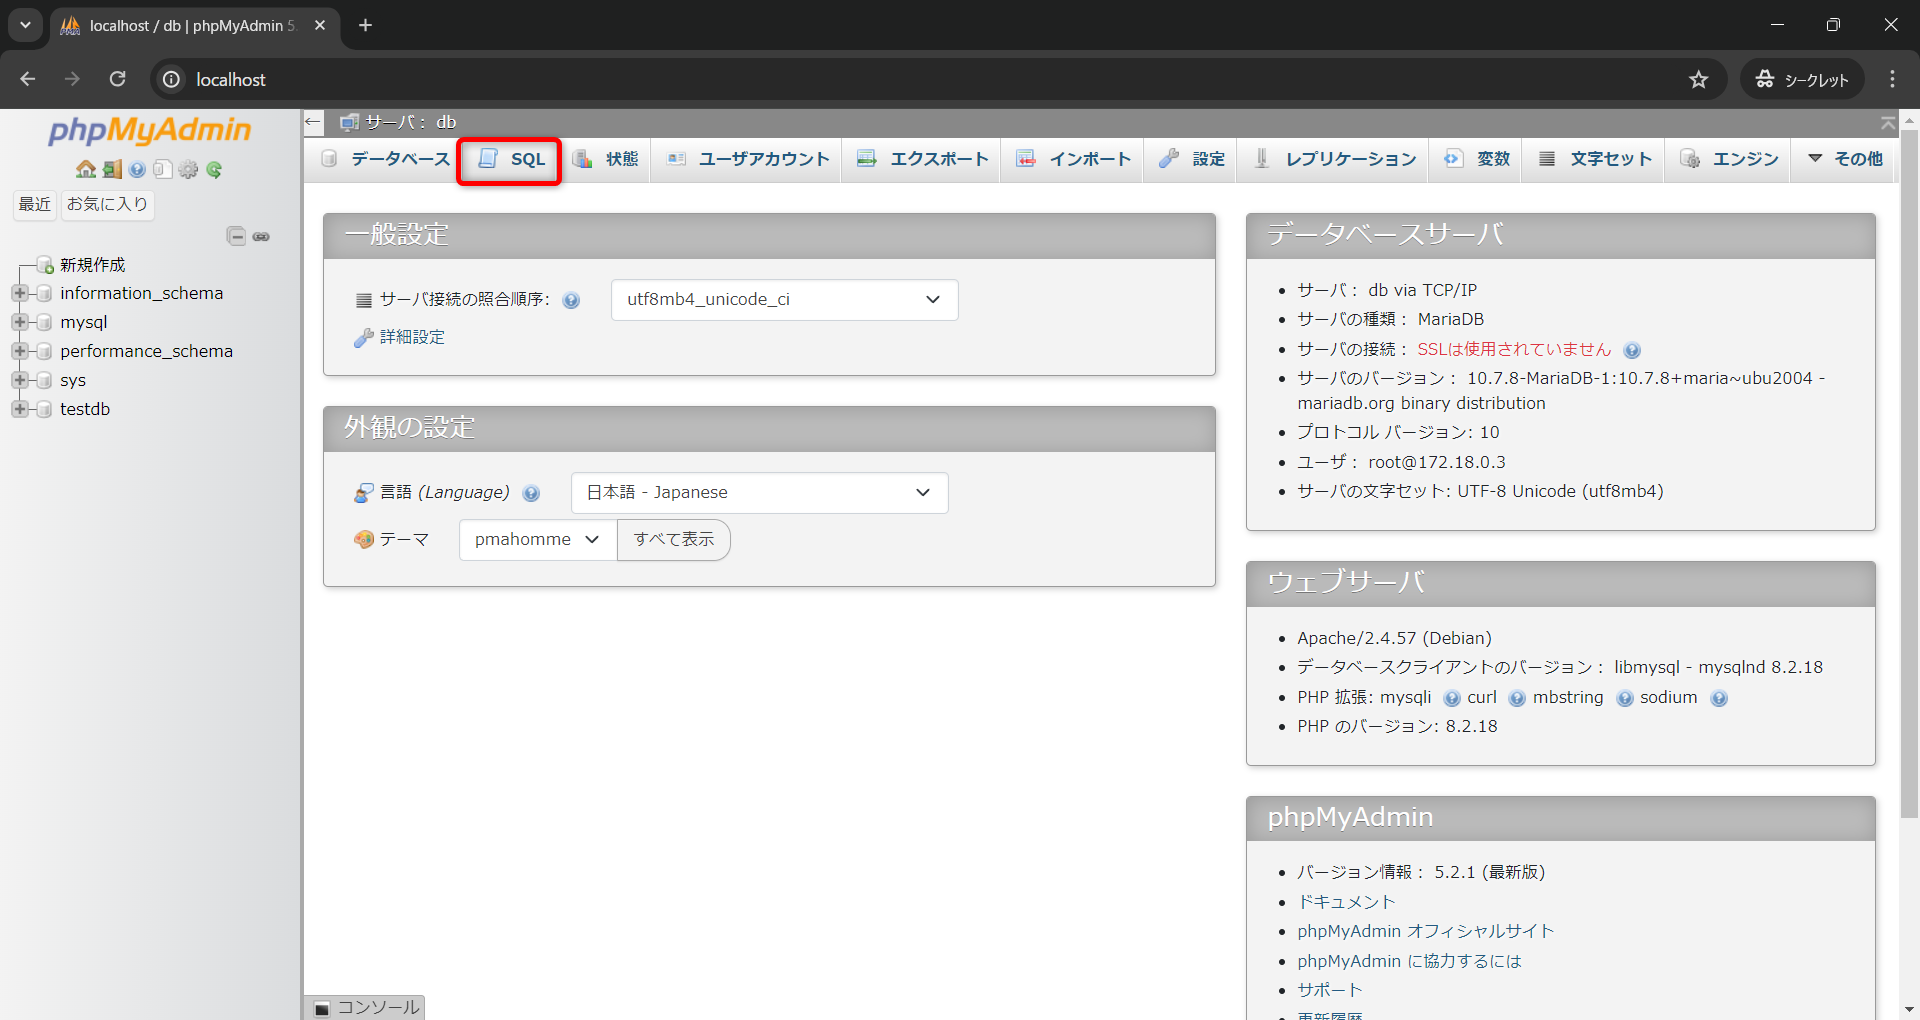 localhost / db | phpMyAdmin 5.
localhost
シークレット
phpMyAdmin
最近 お気に入り
新規作成
information_schema
mysql
performance_schema
sys
testdb
サーバ： db
データベース SQL 状態 ユーザアカウント エクスポート インポート 設定 レプリケーション 変数 文字セット エンジン その他
一般設定
サーバ接続の照合順序: utf8mb4_unicode_ci
詳細設定
外観の設定
言語 (Language) 日本語 - Japanese
テーマ pmahomme すべて表示
データベースサーバ
サーバ： db via TCP/IP
サーバの種類： MariaDB
サーバの接続： SSLは使用されていません
サーバのバージョン： 10.7.8-MariaDB-1:10.7.8+maria~ubu2004 -
mariadb.org binary distribution
プロトコル バージョン: 10
ユーザ： root@172.18.0.3
サーバの文字セット: UTF-8 Unicode (utf8mb4)
ウェブサーバ
Apache/2.4.57 (Debian)
データベースクライアントのバージョン： libmysql - mysqlnd 8.2.18
PHP 拡張: mysqli curl mbstring sodium
PHP のバージョン: 8.2.18
phpMyAdmin
バージョン情報： 5.2.1 (最新版)
ドキュメント
phpMyAdmin オフィシャルサイト
phpMyAdmin に協力するには
サポート
更新履歴
コンソール